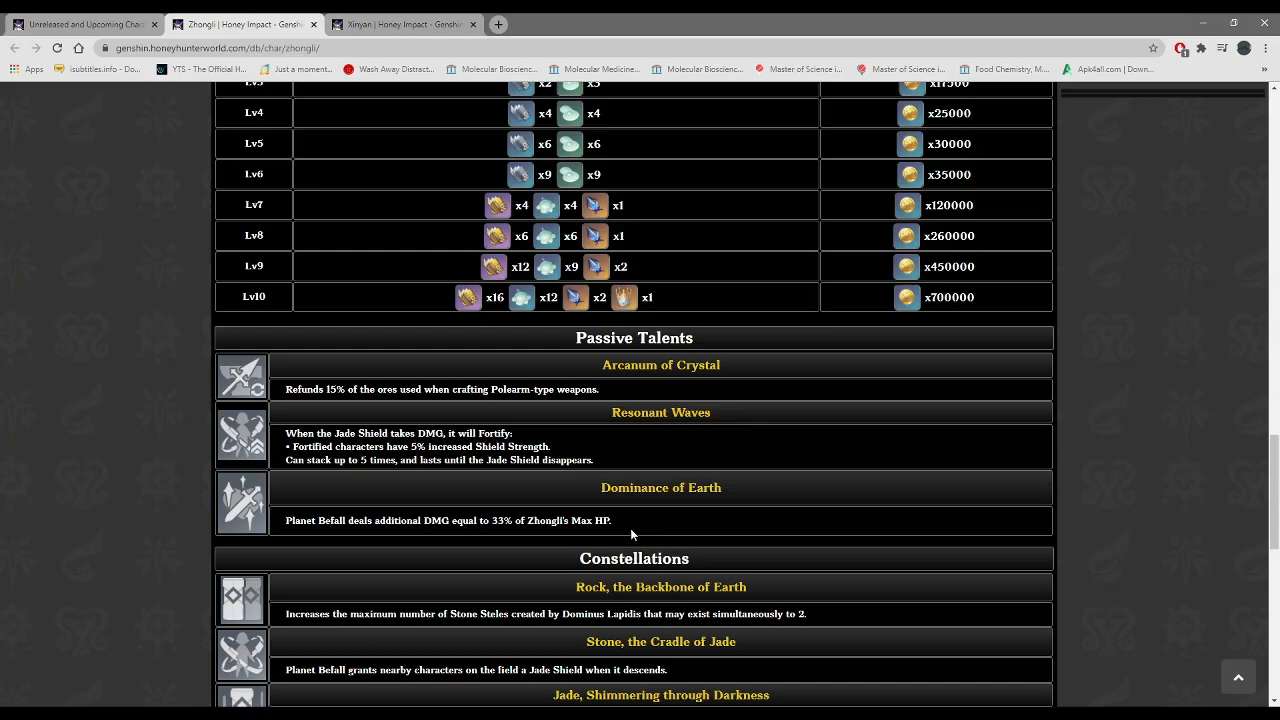 Unreleased and Upcoming Chara
Zhongli | Honey Impact - Genshin
Xinyan | Honey Impact - Genshin
genshin.honeyhunterworld.com/db/char/zhongli/
Apps
isubtitles.info - Do...
YTS - The Official H...
Just a moment...
Wash Away Distract...
Molecular Bioscienc...
Molecular Medicine...
Molecular Bioscienc...
Master of Science i...
Master of Science i...
Food Chemistry, M...
Apk4all.com | Down...
»
Lv3 x2 x3 x17500
Lv4 x4 x4 x25000
Lv5 x6 x6 x30000
Lv6 x9 x9 x35000
Lv7 x4 x4 x1 x120000
Lv8 x6 x6 x1 x260000
Lv9 x12 x9 x2 x450000
Lv10 x16 x12 x2 x1 x700000
Passive Talents
Arcanum of Crystal
Refunds 15% of the ores used when crafting Polearm-type weapons.
Resonant Waves
When the Jade Shield takes DMG, it will Fortify:
• Fortified characters have 5% increased Shield Strength.
Can stack up to 5 times, and lasts until the Jade Shield disappears.
Dominance of Earth
Planet Befall deals additional DMG equal to 33% of Zhongli's Max HP.
Constellations
Rock, the Backbone of Earth
Increases the maximum number of Stone Steles created by Dominus Lapidis that may exist simultaneously to 2.
Stone, the Cradle of Jade
Planet Befall grants nearby characters on the field a Jade Shield when it descends.
Jade, Shimmering through Darkness